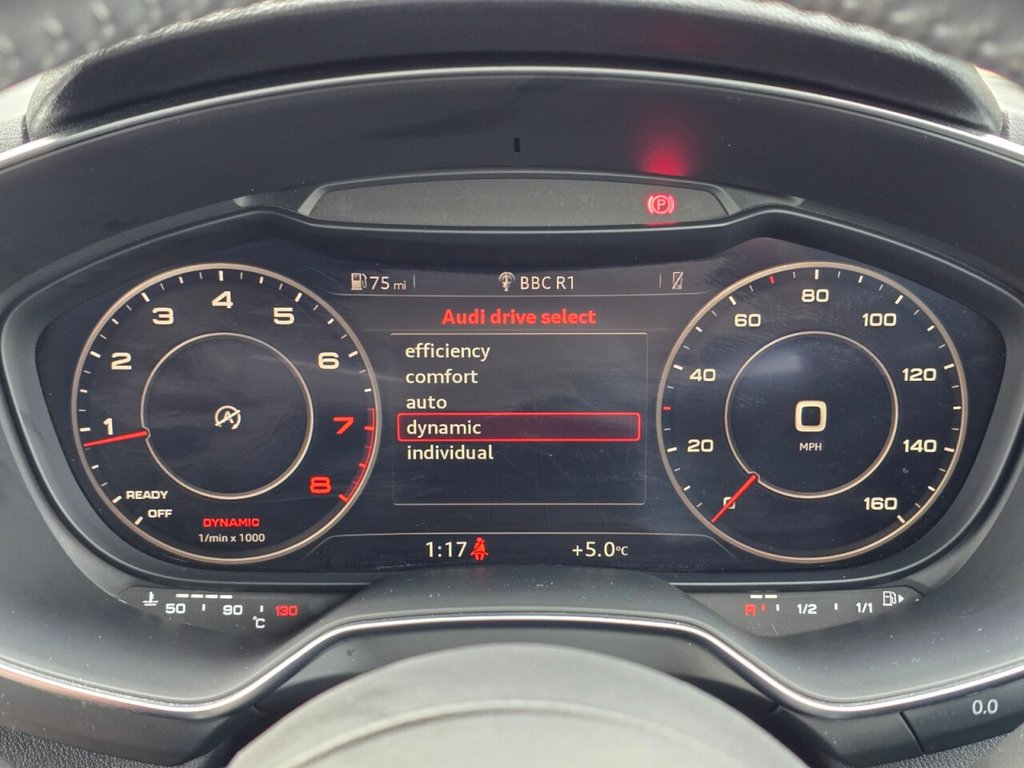 P
75 mi
BBC R1
Audi drive select
efficiency
comfort
auto
dynamic
individual
1:17
+5.0°C
1
2
3
4
5
6
7
8
READY
OFF
DYNAMIC
1/min x 1000
A
0
20
40
60
80
100
120
140
160
0
MPH
50
90
130
°C
R
1/2
1/1
0.0